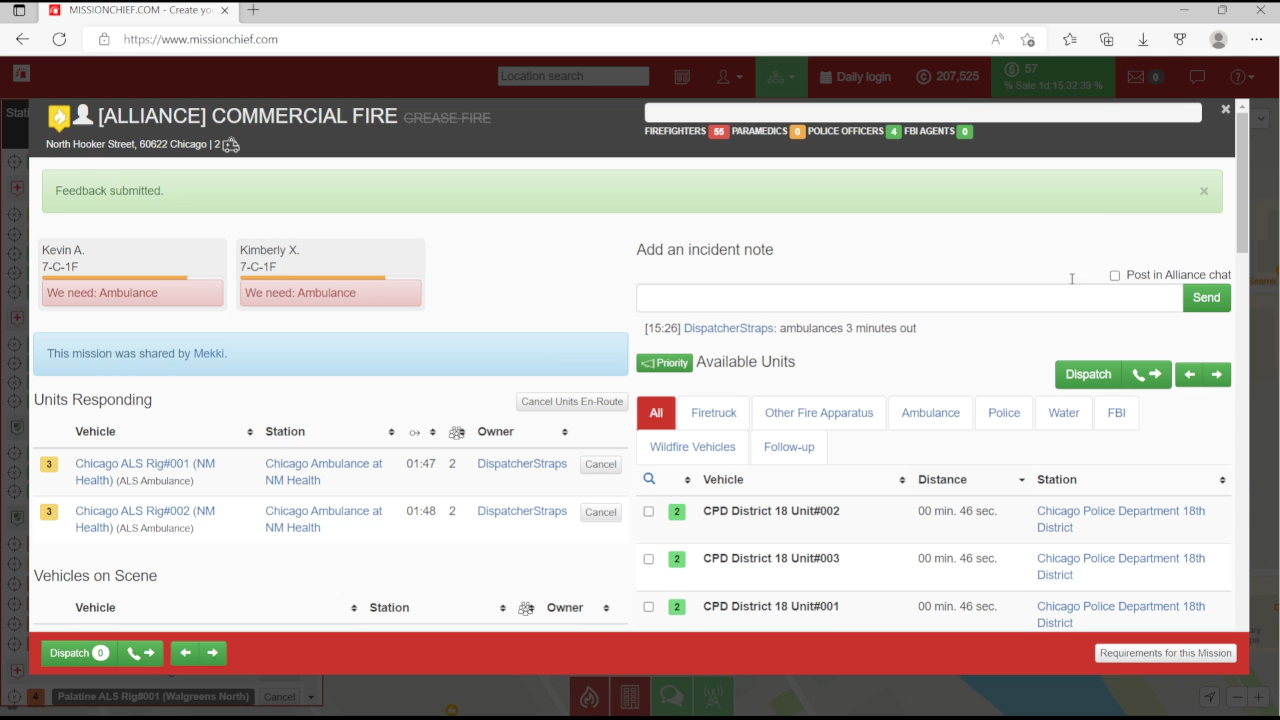 MISSIONCHIEF.COM - Create yo
https://www.missionchief.com
Location search
Daily login
207,525
57
% Sale 1d 15:32:39 %
0
Stati
[ALLIANCE] COMMERCIAL FIRE GREASE FIRE
North Hooker Street, 60622 Chicago | 2
FIREFIGHTERS 55 PARAMEDICS 0 POLICE OFFICERS 4 FBI AGENTS 0
Feedback submitted.
Kevin A.
7-C-1F
We need: Ambulance
Kimberly X.
7-C-1F
We need: Ambulance
This mission was shared by Mekki.
Units Responding
Cancel Units En-Route
Vehicle Station Owner
3 Chicago ALS Rig#001 (NM Health) (ALS Ambulance) Chicago Ambulance at NM Health 01:47 2 DispatcherStraps Cancel
3 Chicago ALS Rig#002 (NM Health) (ALS Ambulance) Chicago Ambulance at NM Health 01:48 2 DispatcherStraps Cancel
Vehicles on Scene
Vehicle Station Owner
Add an incident note
Post in Alliance chat
Send
[15:26] DispatcherStraps: ambulances 3 minutes out
Priority Available Units
Dispatch
All Firetruck Other Fire Apparatus Ambulance Police Water FBI
Wildfire Vehicles Follow-up
Vehicle Distance Station
2 CPD District 18 Unit#002 00 min. 46 sec. Chicago Police Department 18th District
2 CPD District 18 Unit#003 00 min. 46 sec. Chicago Police Department 18th District
2 CPD District 18 Unit#001 00 min. 46 sec. Chicago Police Department 18th District
Dispatch 0
Requirements for this Mission
4 Palatine ALS Rig#001 (Walgreens North) Cancel